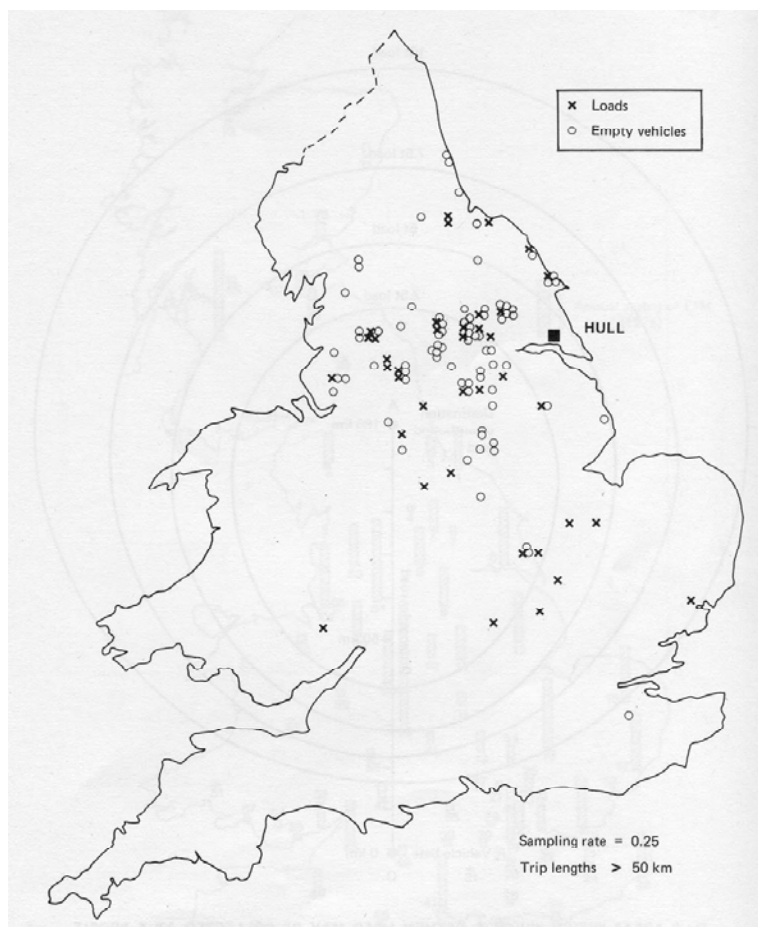 × Loads
○ Empty vehicles
HULL
Sampling rate = 0.25
Trip lengths > 50 km